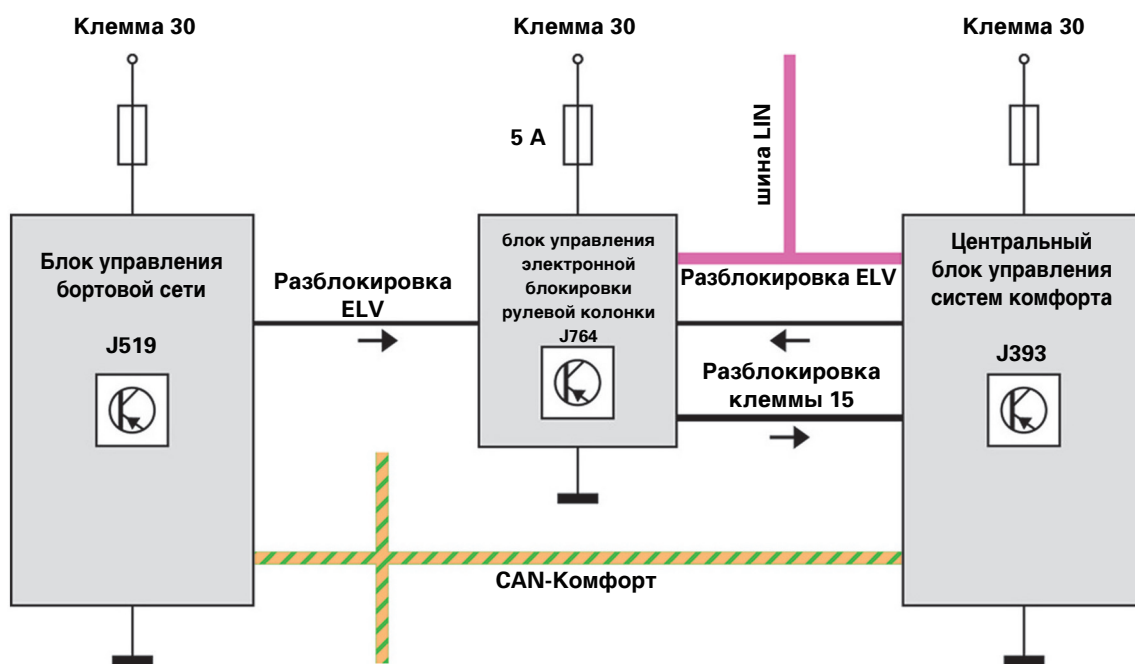 Клемма 30
Клемма 30
Клемма 30
5 А
шина LIN
Блок управления
бортовой сети
J519
Разблокировка
ELV
блок управления
электронной
блокировки
рулевой колонки
J764
Разблокировка ELV
Разблокировка
клеммы 15
Центральный
блок управления
систем комфорта
J393
CAN-Комфорт